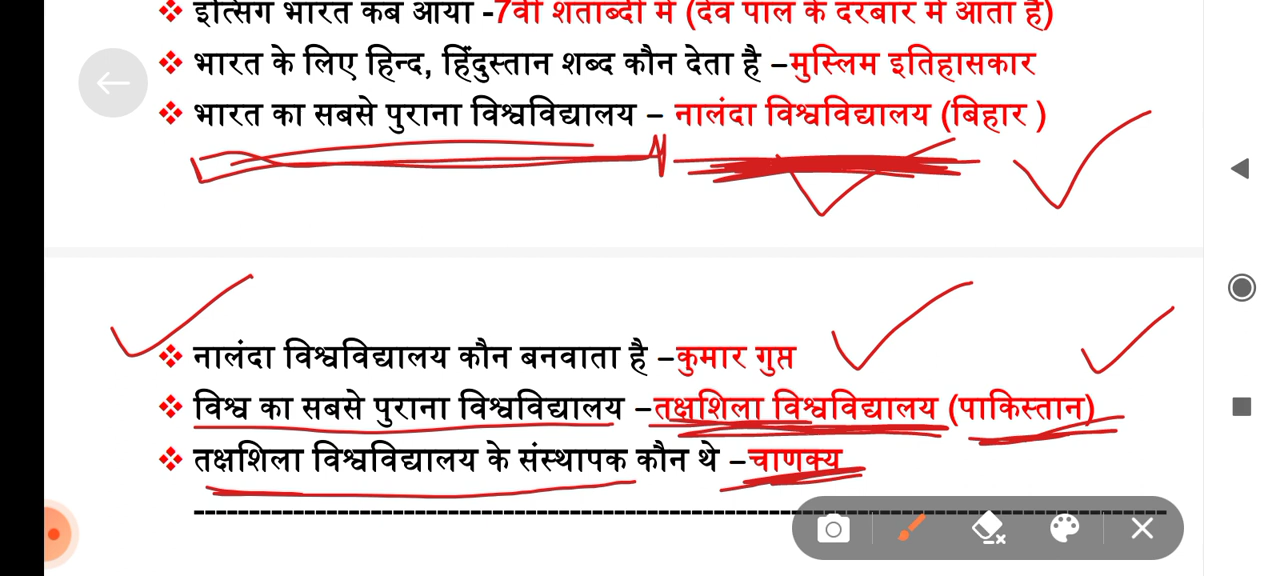 ❖ इत्सिंग भारत कब आया -7वी शताब्दी में (देव पाल के दरबार में आता है)
❖ भारत के लिए हिन्द, हिंदुस्तान शब्द कौन देता है –मुस्लिम इतिहासकार
❖ भारत का सबसे पुराना विश्वविद्यालय – नालंदा विश्वविद्यालय (बिहार )
❖ नालंदा विश्वविद्यालय कौन बनवाता है –कुमार गुप्त
❖ विश्व का सबसे पुराना विश्वविद्यालय –तक्षशिला विश्वविद्यालय (पाकिस्तान)
❖ तक्षशिला विश्वविद्यालय के संस्थापक कौन थे –चाणक्य